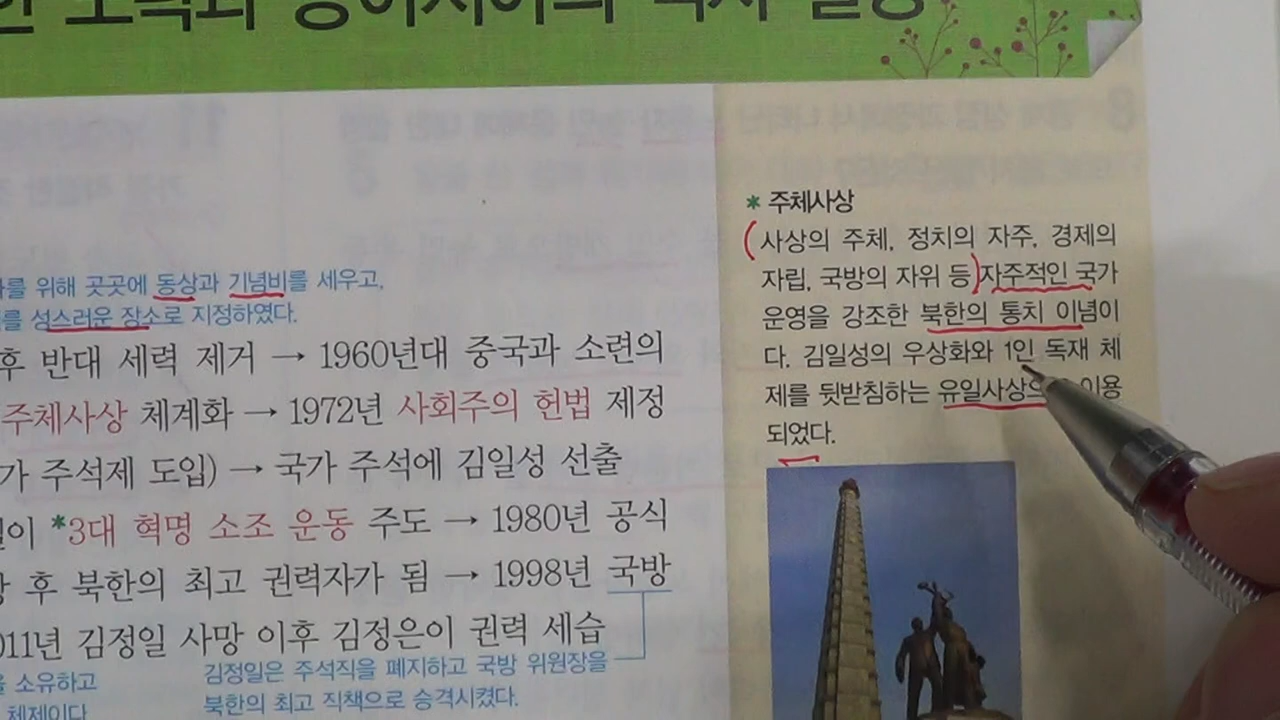 동아시아의 역사 갈등
를 위해 곳곳에 동상과 기념비를 세우고,
를 성스러운 장소로 지정하였다.
후 반대 세력 제거 → 1960년대 중국과 소련의
주체사상 체계화 → 1972년 사회주의 헌법 제정
가 주석제 도입) → 국가 주석에 김일성 선출
이 *3대 혁명 소조 운동 주도 → 1980년 공식
후 북한의 최고 권력자가 됨 → 1998년 국방
011년 김정일 사망 이후 김정은이 권력 세습
을 소유하고
체제이다
김정일은 주석직을 폐지하고 국방 위원장을
북한의 최고 직책으로 승격시켰다.
* 주체사상
사상의 주체, 정치의 자주, 경제의
자립, 국방의 자위 등 자주적인 국가
운영을 강조한 북한의 통치 이념이
다. 김일성의 우상화와 1인 독재 체
제를 뒷받침하는 유일사상으 이용
되었다.